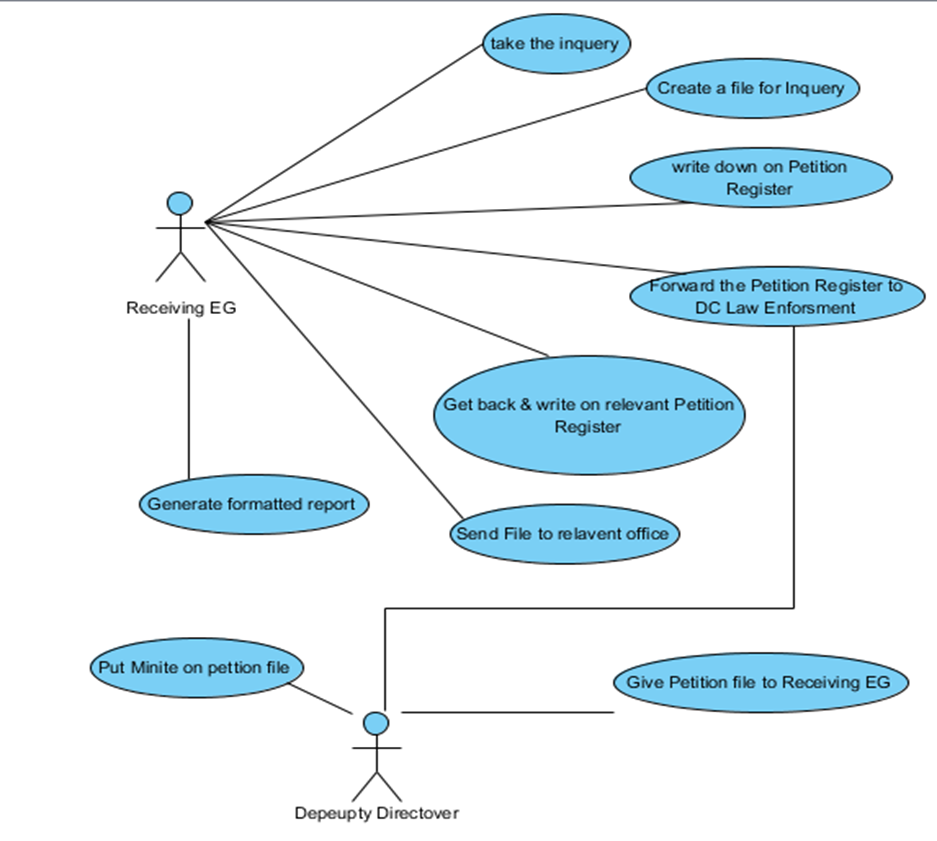 take the inquery
Create a file for Inquery
write down on Petition
Register
Receiving EG
Forward the Petition Register to
DC Law Enforsment
Get back & write on relevant Petition
Register
Generate formatted report
Send File to relavent office
Put Minite on pettion file
Give Petition file to Receiving EG
Depeupty Directover